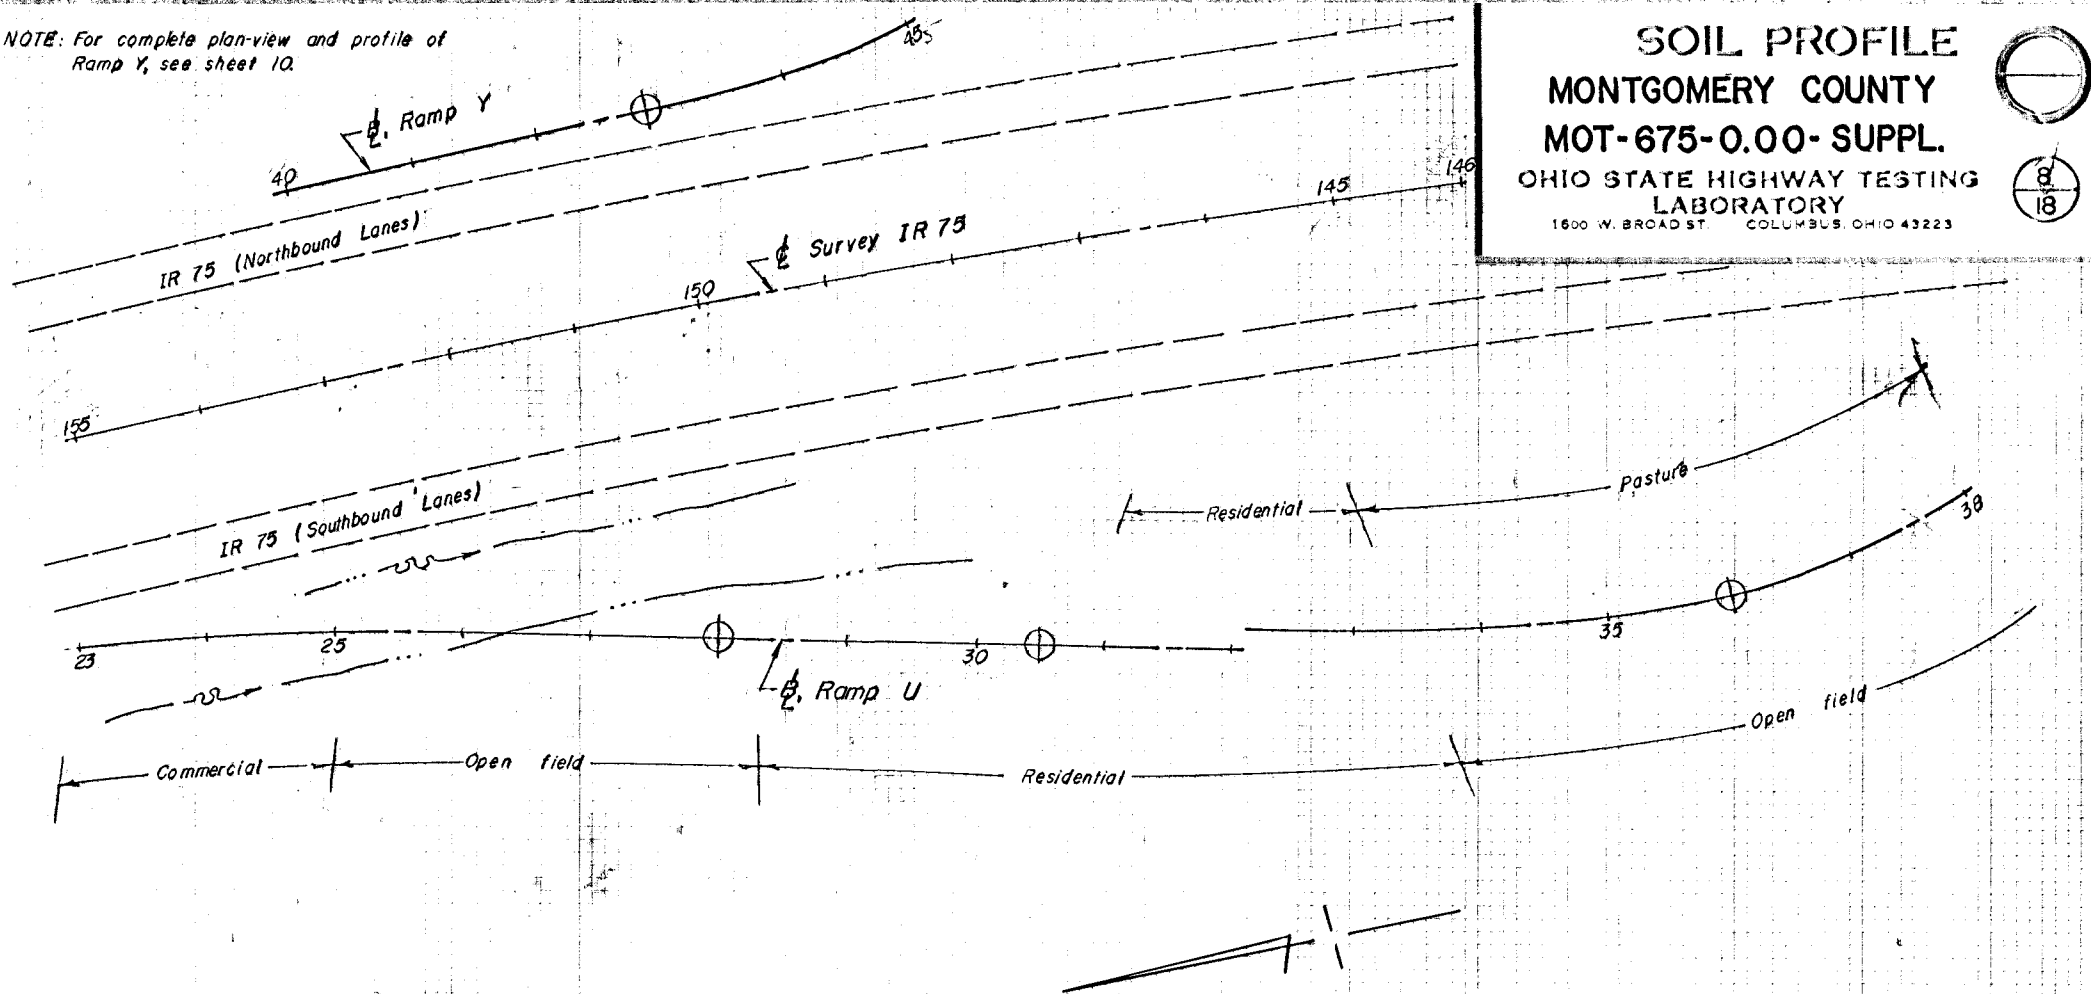 NOTE: For complete plan-view and profile of
Ramp Y, see sheet 10.
SOIL PROFILE
MONTGOMERY COUNTY
MOT-675-0.00- SUPPL.
OHIO STATE HIGHWAY TESTING
LABORATORY
1600 W. BROAD ST. COLUMBUS, OHIO 43223
8
18
45
℄, Ramp Y
40
IR 75 (Northbound Lanes)
146
145
℄ Survey IR 75
150
155
IR 75 (Southbound Lanes)
Pasture
Residential
38
35
23
25
30
℄, Ramp U
Open field
Commercial
Open field
Residential